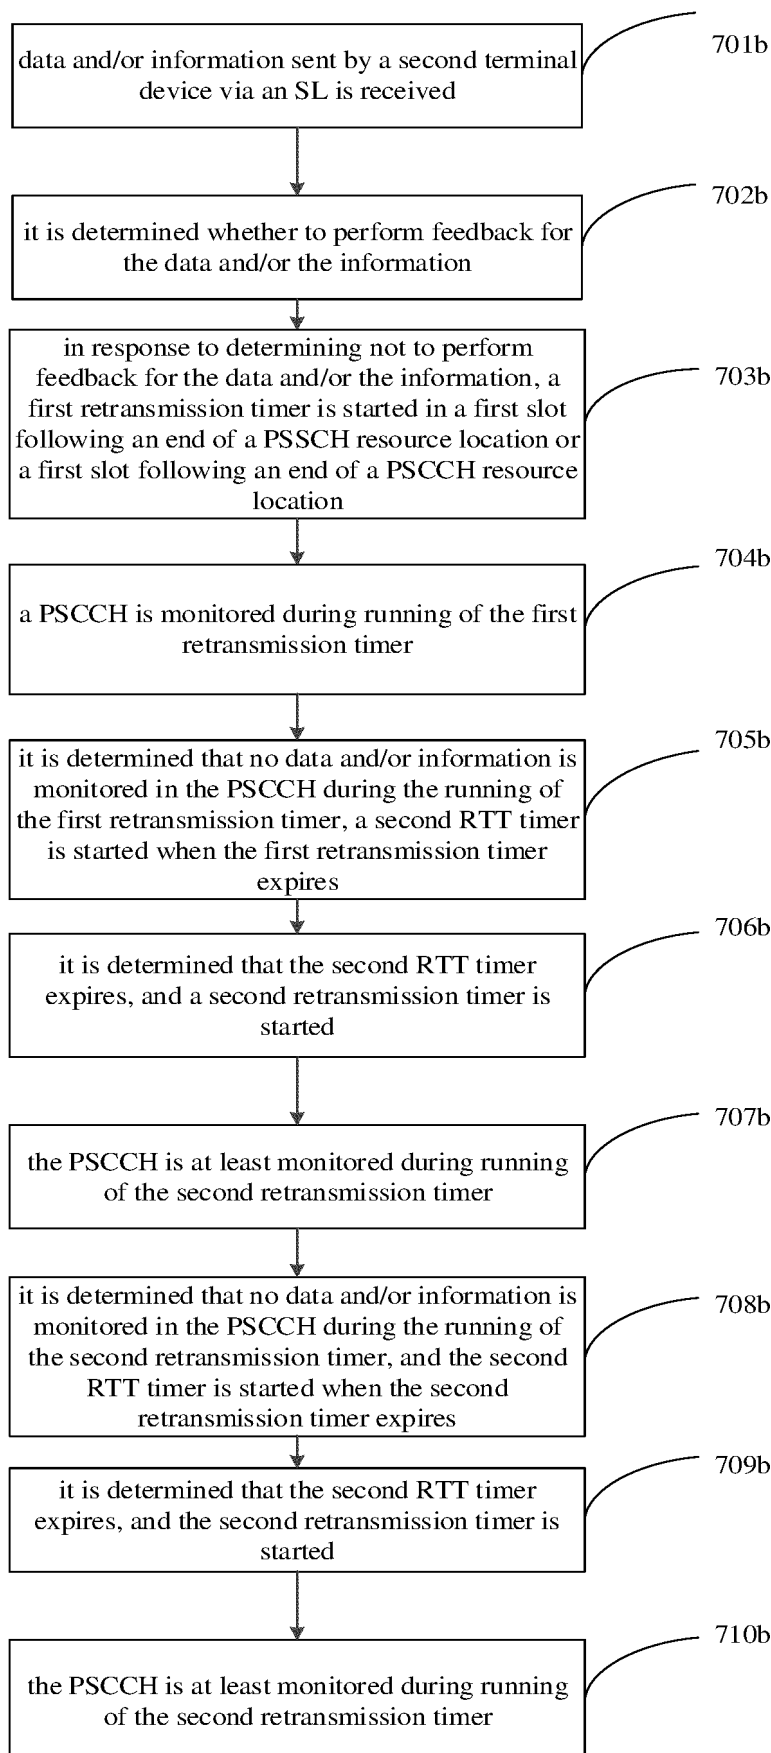 data and/or information sent by a second terminal
device via an SL is received
701b
it is determined whether to perform feedback for
the data and/or the information
702b
in response to determining not to perform
feedback for the data and/or the information, a
first retransmission timer is started in a first slot
following an end of a PSSCH resource location or
a first slot following an end of a PSCCH resource
location
703b
a PSCCH is monitored during running of the first
retransmission timer
704b
it is determined that no data and/or information is
monitored in the PSCCH during the running of
the first retransmission timer, a second RTT timer
is started when the first retransmission timer
expires
705b
it is determined that the second RTT timer
expires, and a second retransmission timer is
started
706b
the PSCCH is at least monitored during running
of the second retransmission timer
707b
it is determined that no data and/or information is
monitored in the PSCCH during the running of
the second retransmission timer, and the second
RTT timer is started when the second
retransmission timer expires
708b
it is determined that the second RTT timer
expires, and the second retransmission timer is
started
709b
the PSCCH is at least monitored during running
of the second retransmission timer
710b